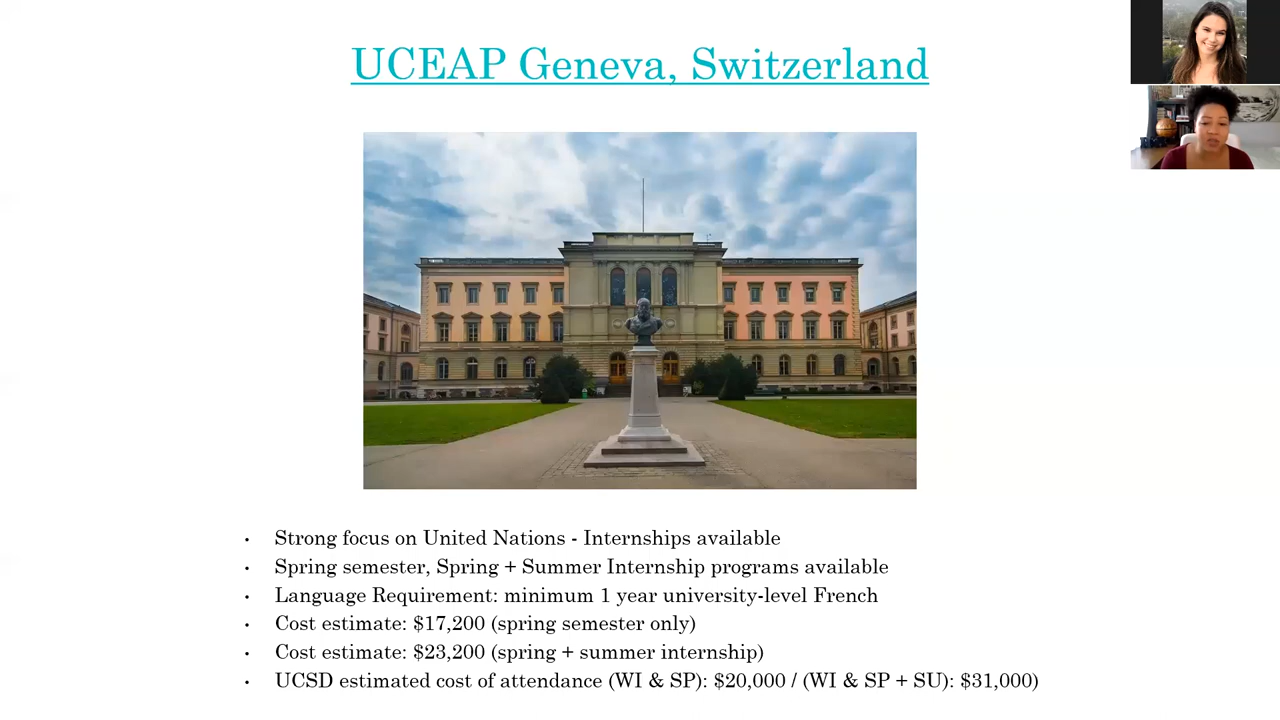 UCEAP Geneva, Switzerland
• Strong focus on United Nations - Internships available
• Spring semester, Spring + Summer Internship programs available
• Language Requirement: minimum 1 year university-level French
• Cost estimate: $17,200 (spring semester only)
• Cost estimate: $23,200 (spring + summer internship)
• UCSD estimated cost of attendance (WI & SP): $20,000 / (WI & SP + SU): $31,000)